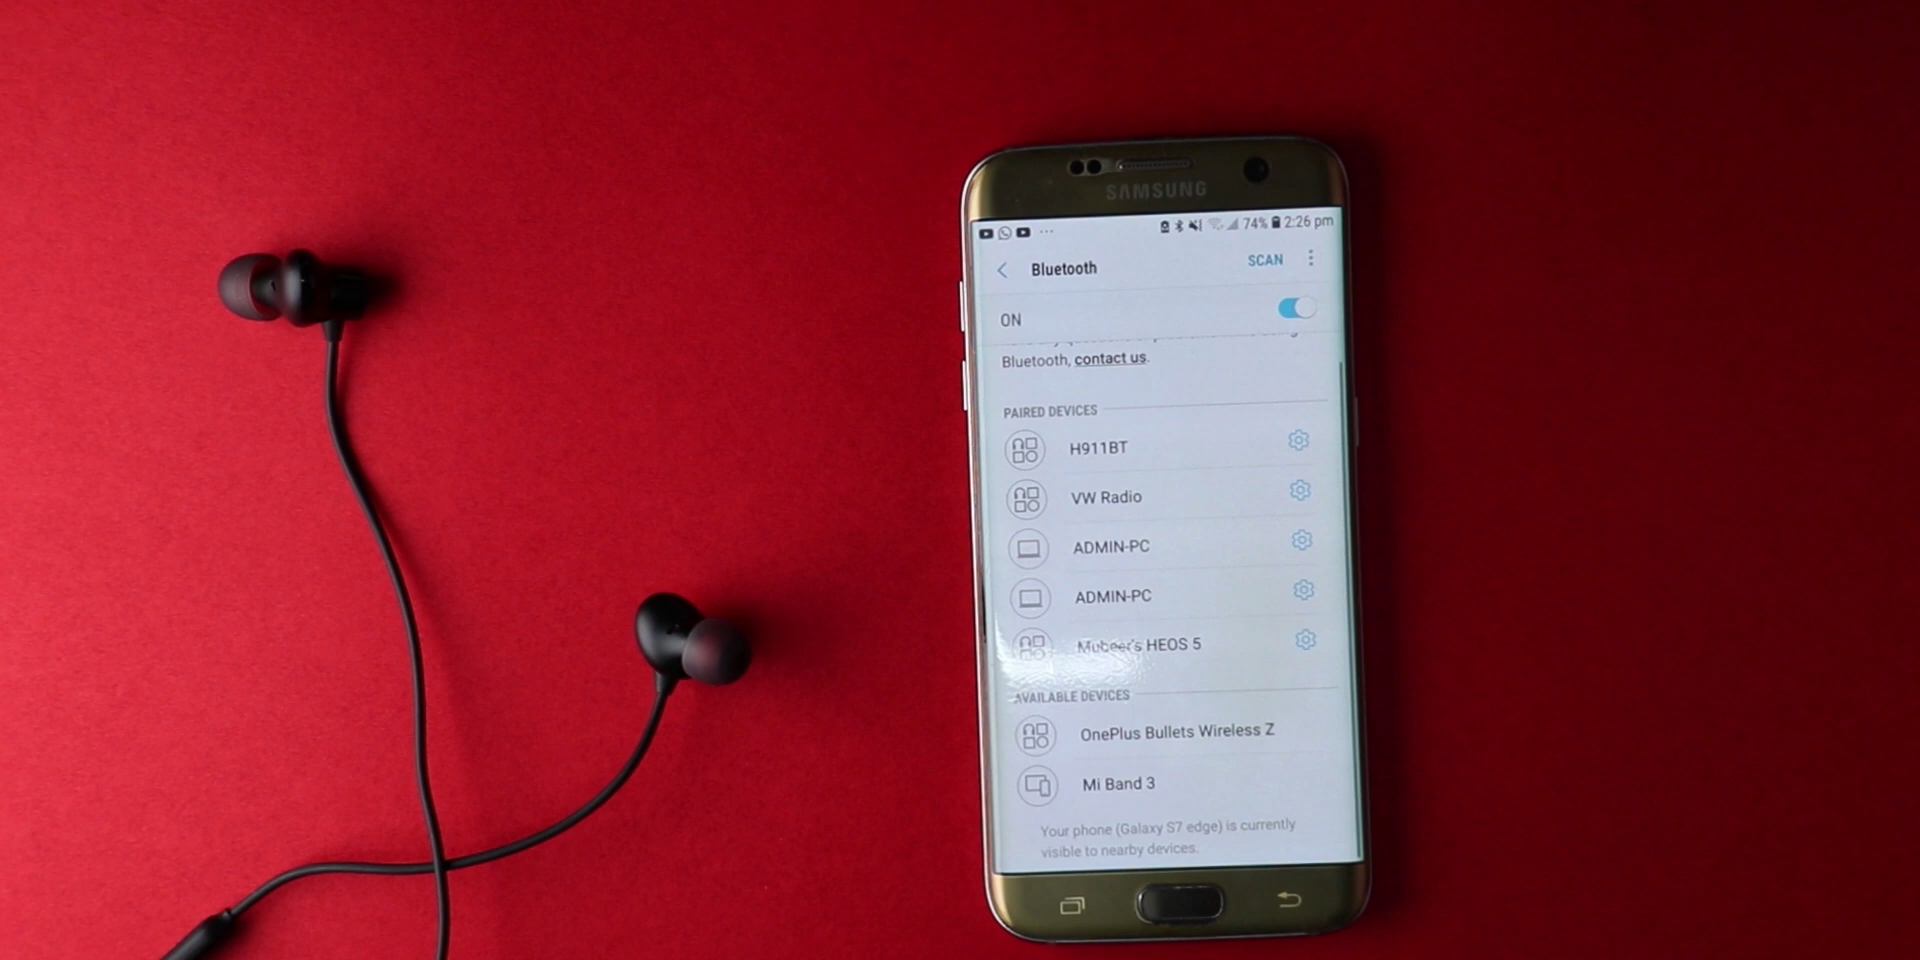 SAMSUNG
74% 2:26 pm
Bluetooth SCAN
ON
Bluetooth, contact us.
PAIRED DEVICES
H911BT
VW Radio
ADMIN-PC
ADMIN-PC
Mubeer's HEOS 5
AVAILABLE DEVICES
OnePlus Bullets Wireless Z
Mi Band 3
Your phone (Galaxy S7 edge) is currently
visible to nearby devices.